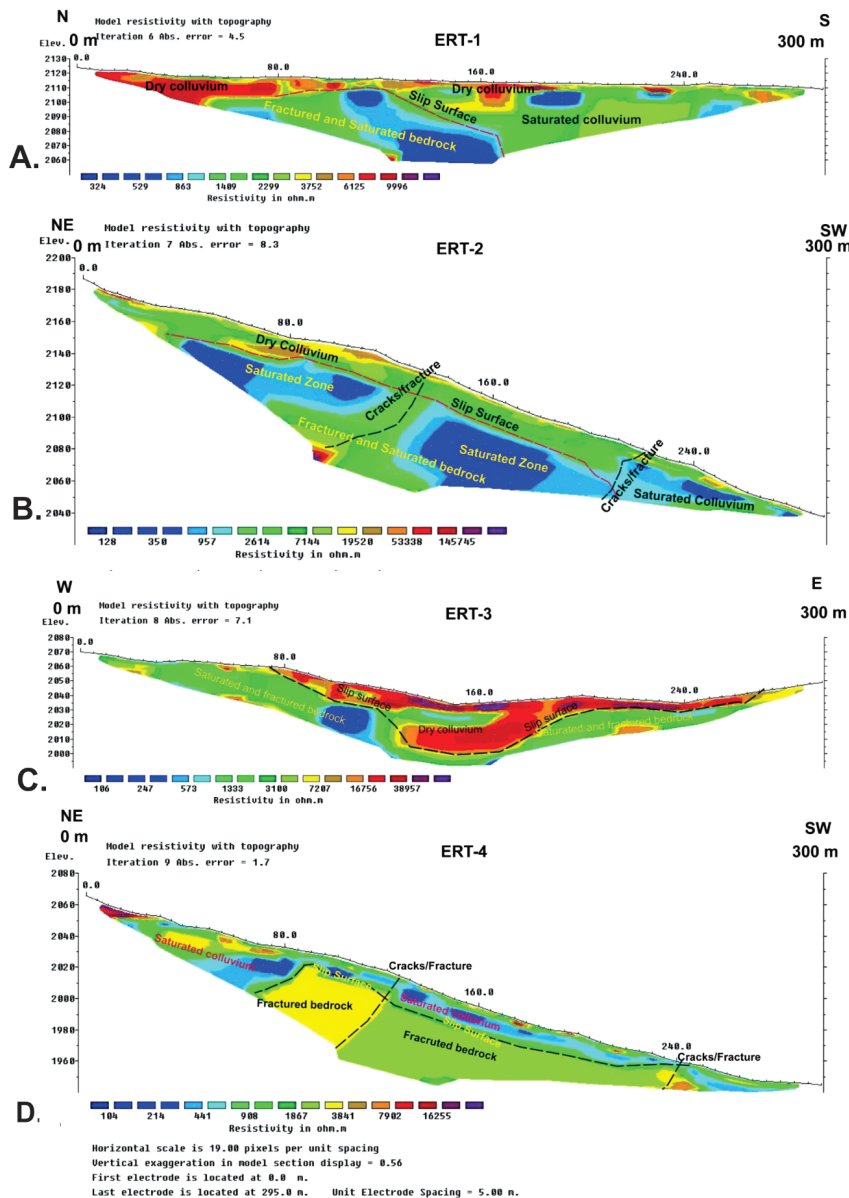 N
S
Model resistivity with topography
Iteration 6 Abs. error = 4.5
ERT-1
Elev.
0 m
300 m
0.0
80.0
160.0
240.0
2130
2120
2110
2100
2090
2080
2070
2060
Dry colluvium
Dry colluvium
Slip Surface
Saturated colluvium
Fractured and Saturated bedrock
A.
324 529 863 1409 2299 3752 6125 9996
Resistivity in ohm.m
NE
SW
Model resistivity with topography
Iteration 7 Abs. error = 8.3
ERT-2
Elev.
0 m
300 m
0.0
80.0
160.0
240.0
2200
2180
2160
2140
2120
2100
2080
2060
2040
Dry Colluvium
Saturated Zone
Cracks/fracture
Slip Surface
Fractured and Saturated bedrock
Saturated Zone
Cracks/fracture
Saturated Colluvium
B.
128 350 957 2614 7144 19520 53338 145745
Resistivity in ohm.m
W
E
Model resistivity with topography
Iteration 8 Abs. error = 7.1
ERT-3
0 m
300 m
Elev.
0.0
80.0
160.0
240.0
2080
2070
2060
2050
2040
2030
2020
2010
2000
Saturated and fractured bedrock
Slip surface
Dry colluvium
Slip surface
Saturated and fractured bedrock
C.
106 247 573 1333 3100 7207 16756 38957
Resistivity in ohm.m
NE
SW
0 m
300 m
Model resistivity with topography
Iteration 9 Abs. error = 1.7
ERT-4
Elev.
0.0
80.0
160.0
240.0
2080
2060
2040
2020
2000
1980
1960
Saturated colluvium
Slip Surface
Cracks/Fracture
Fractured bedrock
Saturated colluvium
Slip Surface
Fracruted bedrock
Cracks/Fracture
D.
104 214 441 908 1867 3841 7902 16255
Resistivity in ohm.m
Horizontal scale is 19.00 pixels per unit spacing
Vertical exaggeration in model section display = 0.56
First electrode is located at 0.0 m.
Last electrode is located at 295.0 m. Unit Electrode Spacing = 5.00 m.